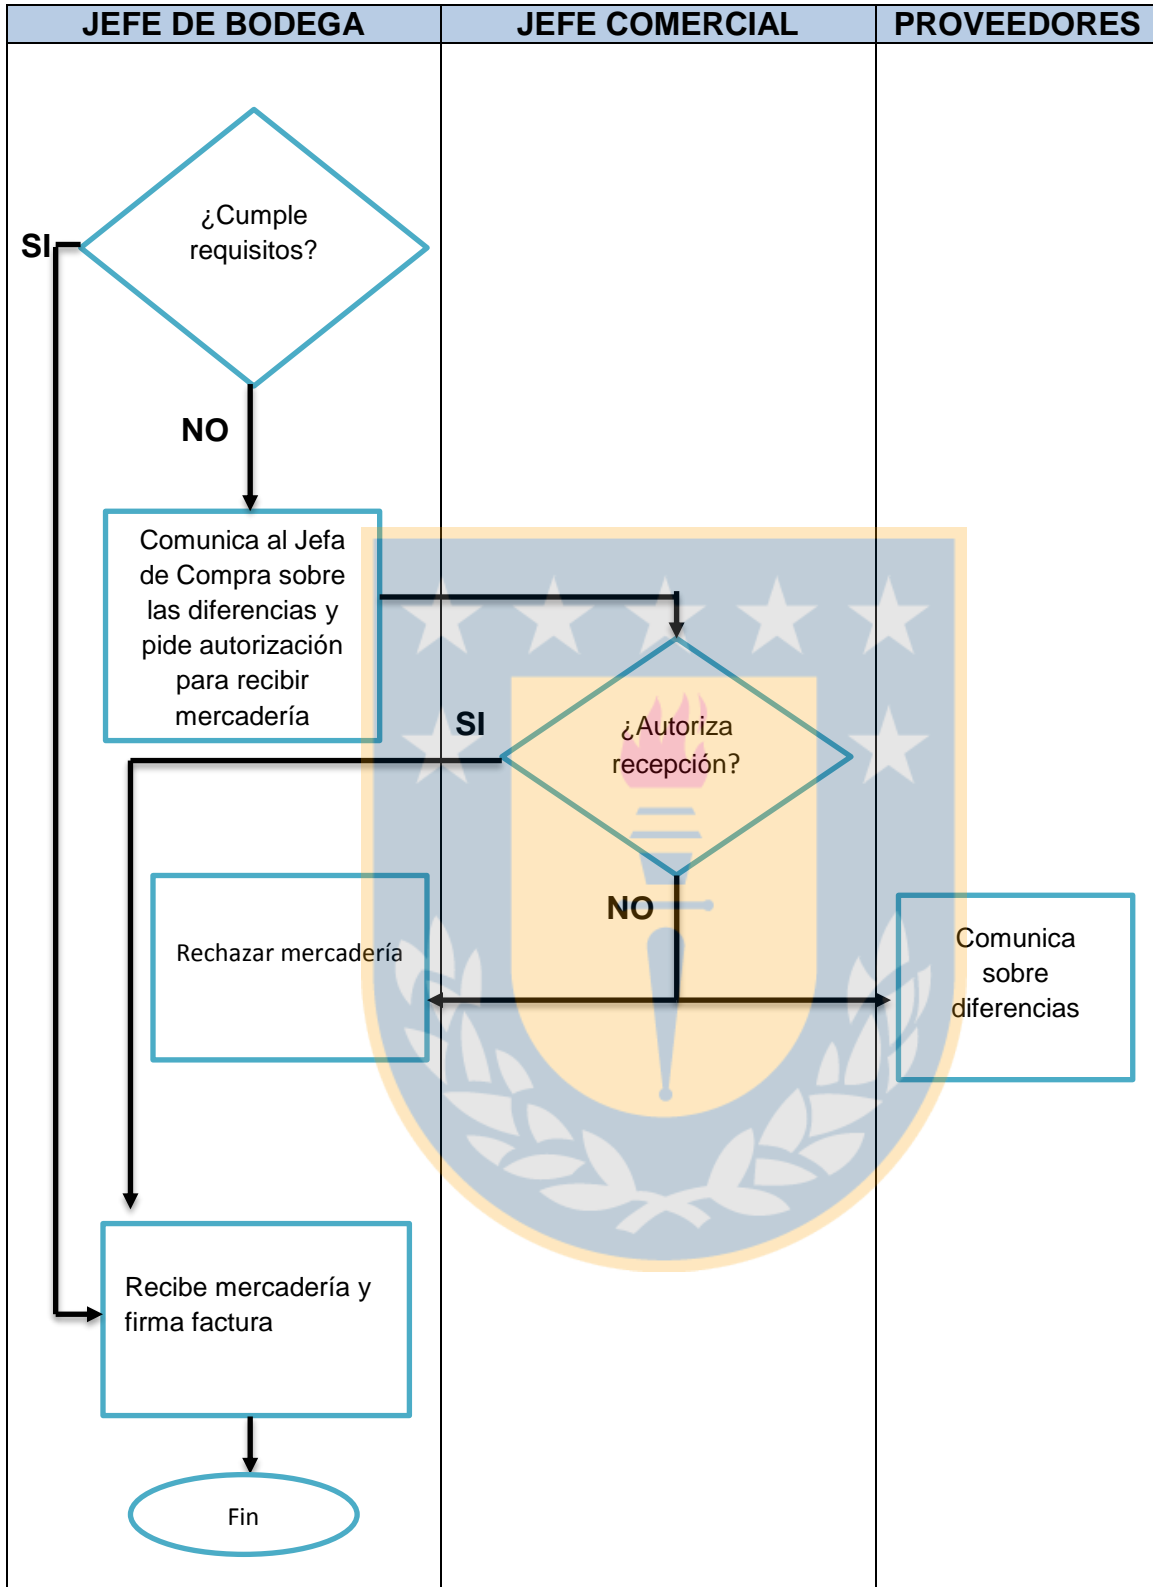 JEFE DE BODEGA
JEFE COMERCIAL
PROVEEDORES
¿Cumple
requisitos?
SI
NO
Comunica al Jefa
de Compra sobre
las diferencias y
pide autorización
para recibir
mercadería
SI
¿Autoriza
recepción?
NO
Rechazar mercadería
Comunica
sobre
diferencias
Recibe mercadería y
firma factura
Fin